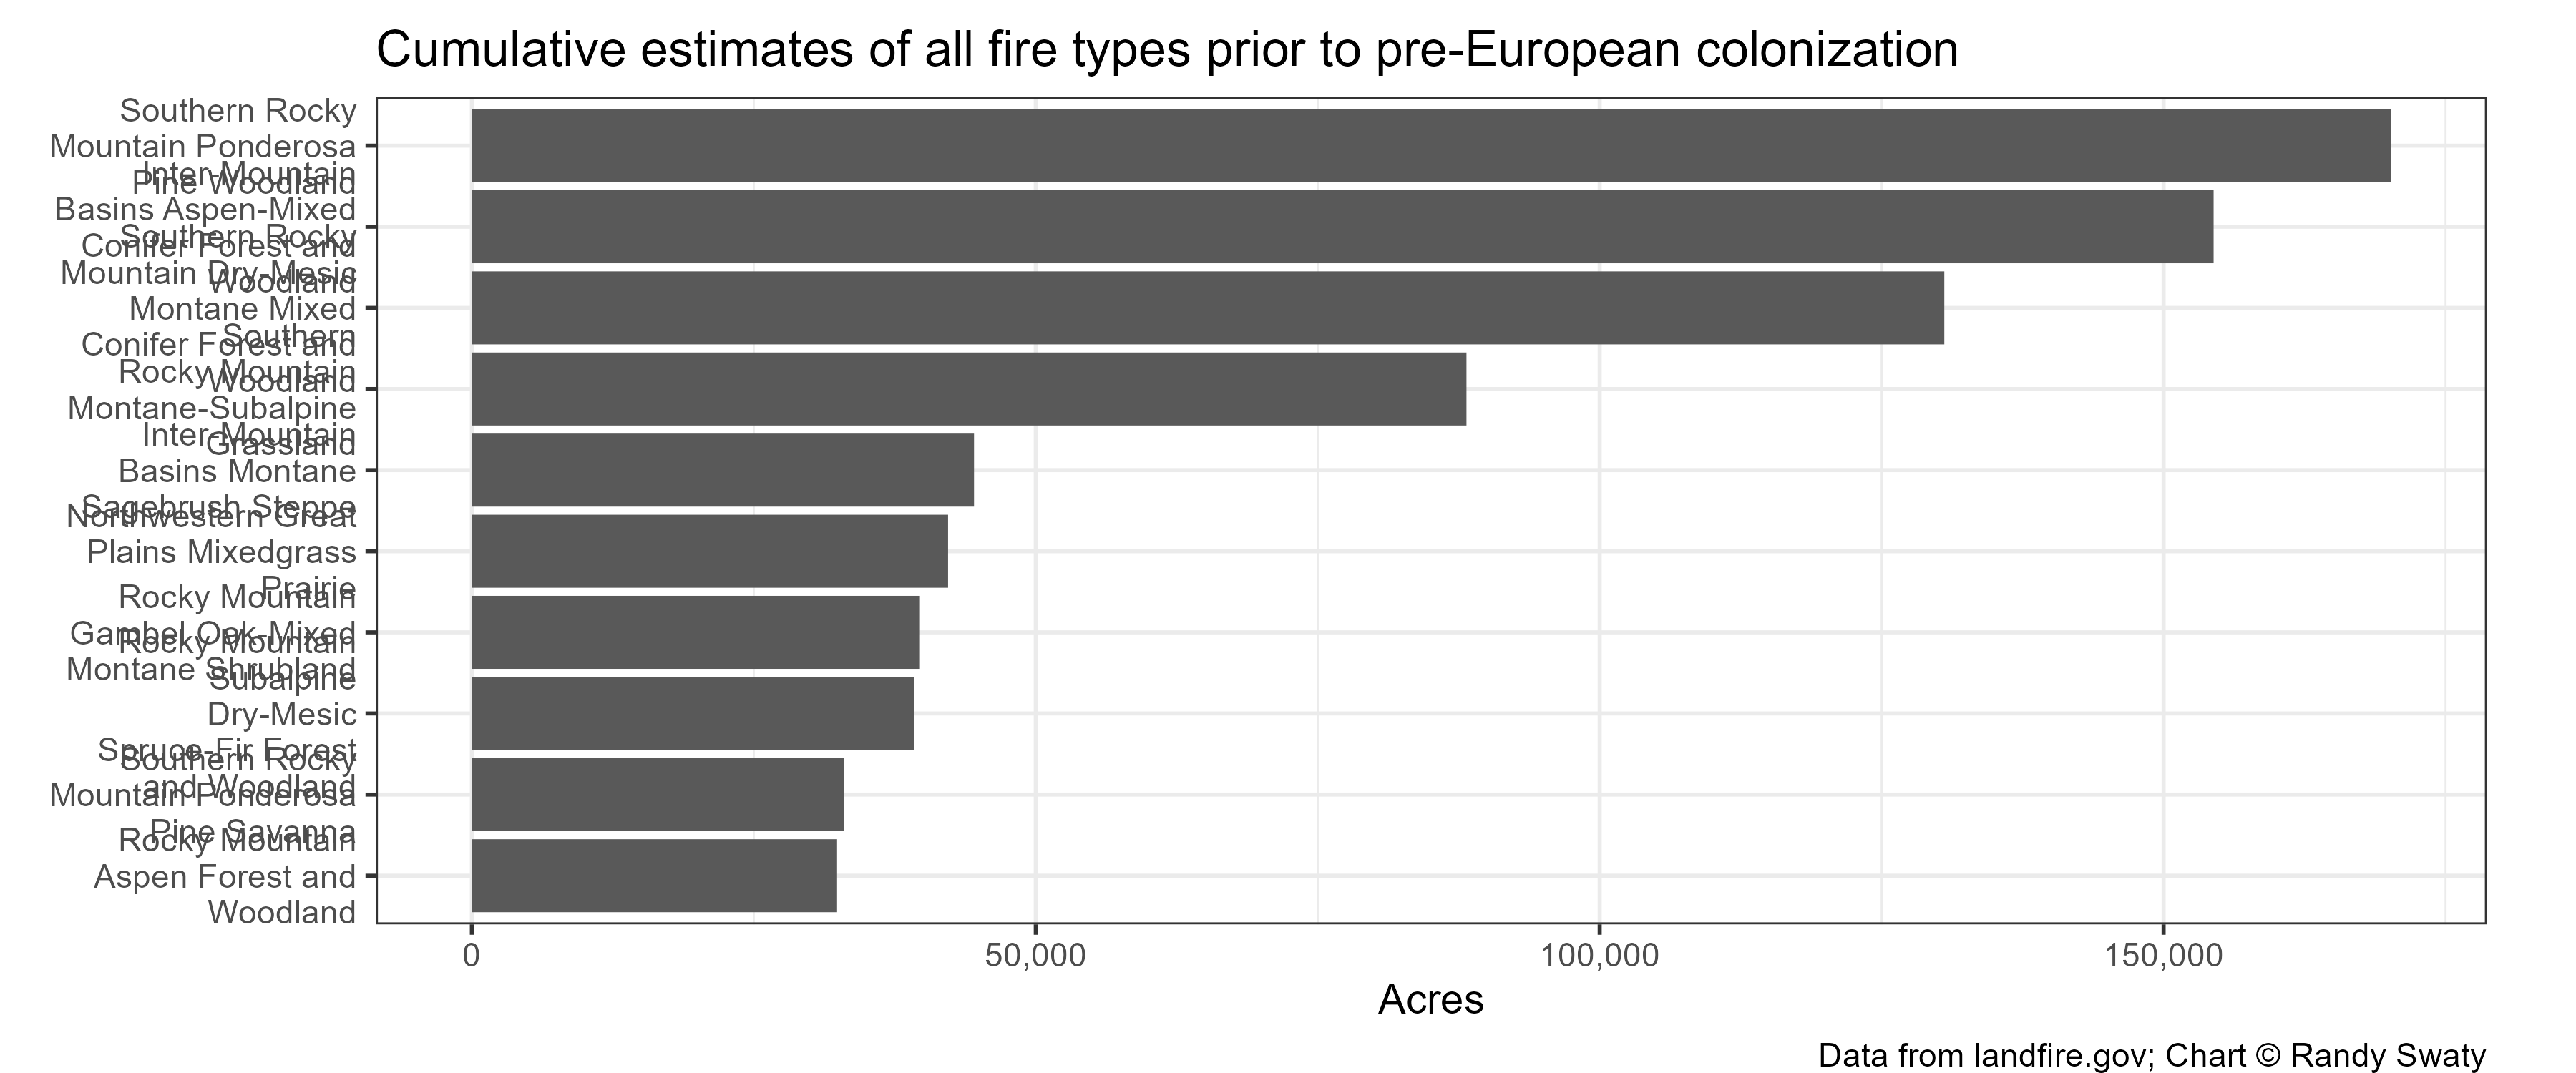 Cumulative estimates of all fire types prior to pre-European colonization
Southern Rocky
Mountain Ponderosa
Pine Woodland
Inter-Mountain
Basins Aspen-Mixed
Conifer Forest and
Woodland
Southern Rocky
Mountain Dry-Mesic
Montane Mixed
Conifer Forest and
Woodland
Southern
Rocky Mountain
Montane-Subalpine
Grassland
Inter-Mountain
Basins Montane
Sagebrush Steppe
Northwestern Great
Plains Mixedgrass
Prairie
Rocky Mountain
Gambel Oak-Mixed
Montane Shrubland
Rocky Mountain
Subalpine
Dry-Mesic
Spruce-Fir Forest
and Woodland
Southern Rocky
Mountain Ponderosa
Pine Savanna
Rocky Mountain
Aspen Forest and
Woodland
0
50,000
100,000
150,000
Acres
Data from landfire.gov; Chart © Randy Swaty